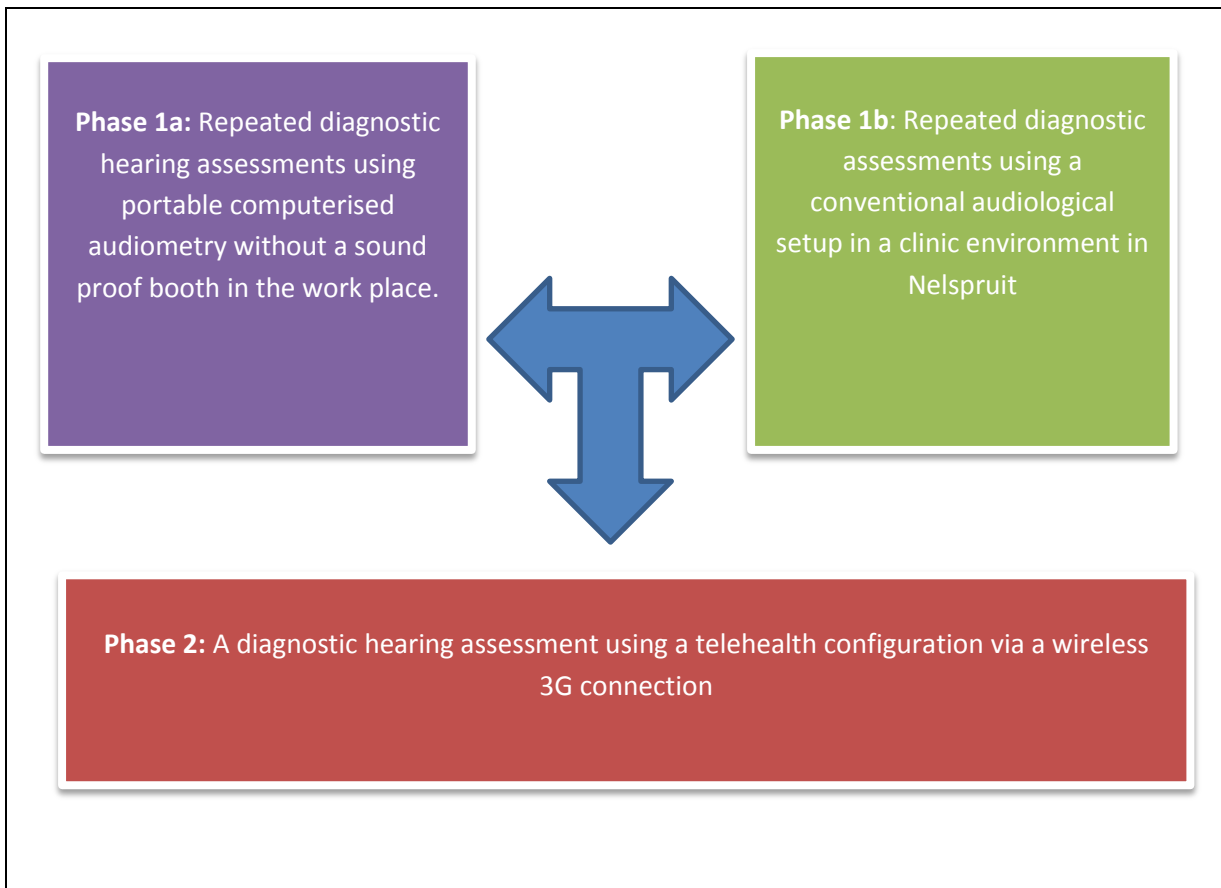 Phase 1a: Repeated diagnostic
hearing assessments using
portable computerised
audiometry without a sound
proof booth in the work place.
Phase 1b: Repeated diagnostic
assessments using a
conventional audiological
setup in a clinic environment in
Nelspruit
Phase 2: A diagnostic hearing assessment using a telehealth configuration via a wireless
3G connection